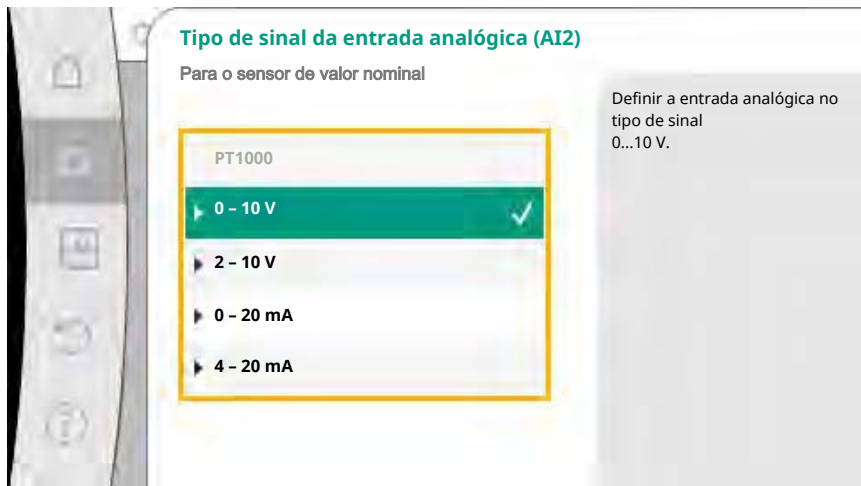 Tipo de sinal da entrada analógica (AI2)
Para o sensor de valor nominal
PT1000
0 – 10 V
2 – 10 V
0 – 20 mA
4 – 20 mA
Definir a entrada analógica no
tipo de sinal
0...10 V.